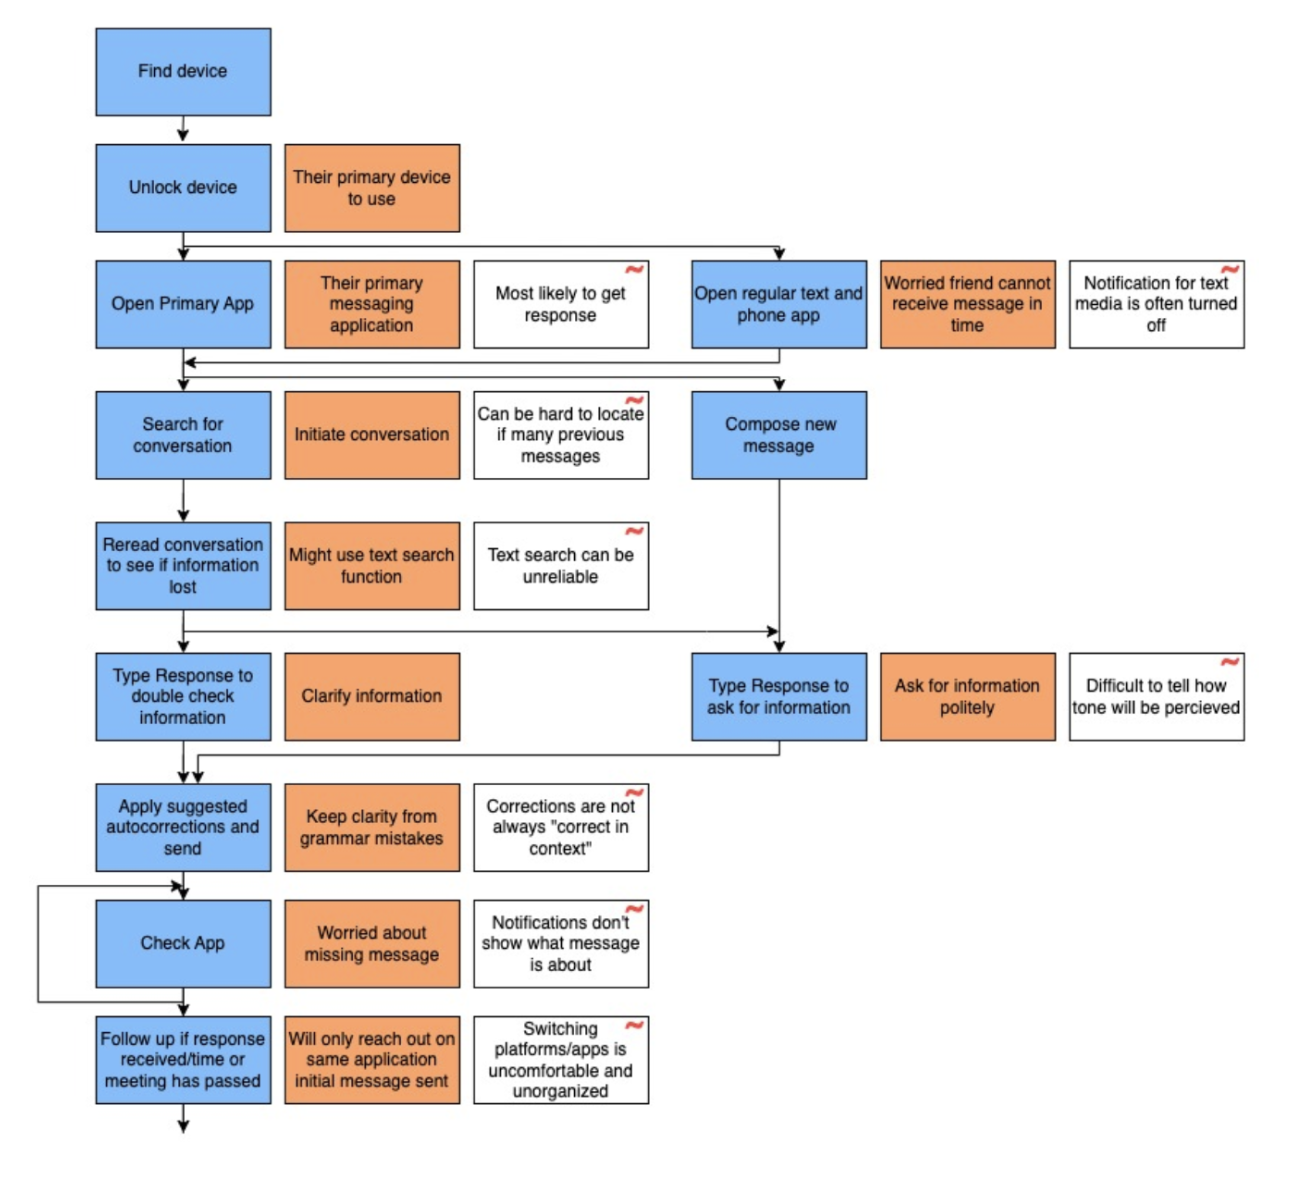 Find device
Unlock device
Their primary device
to use
Open Primary App
Their primary
messaging
application
Most likely to get
response
Open regular text and
phone app
Worried friend cannot
receive message in
time
Notification for text
media is often turned
off
Search for
conversation
Initiate conversation
Can be hard to locate
if many previous
messages
Compose new
message
Reread conversation
to see if information
lost
Might use text search
function
Text search can be
unreliable
Type Response to
double check
information
Clarify information
Type Response to
ask for information
Ask for information
politely
Difficult to tell how
tone will be percieved
Apply suggested
autocorrections and
send
Keep clarity from
grammar mistakes
Corrections are not
always "correct in
context"
Check App
Worried about
missing message
Notifications don't
show what message
is about
Follow up if response
received/time or
meeting has passed
Will only reach out on
same application
initial message sent
Switching
platforms/apps is
uncomfortable and
unorganized